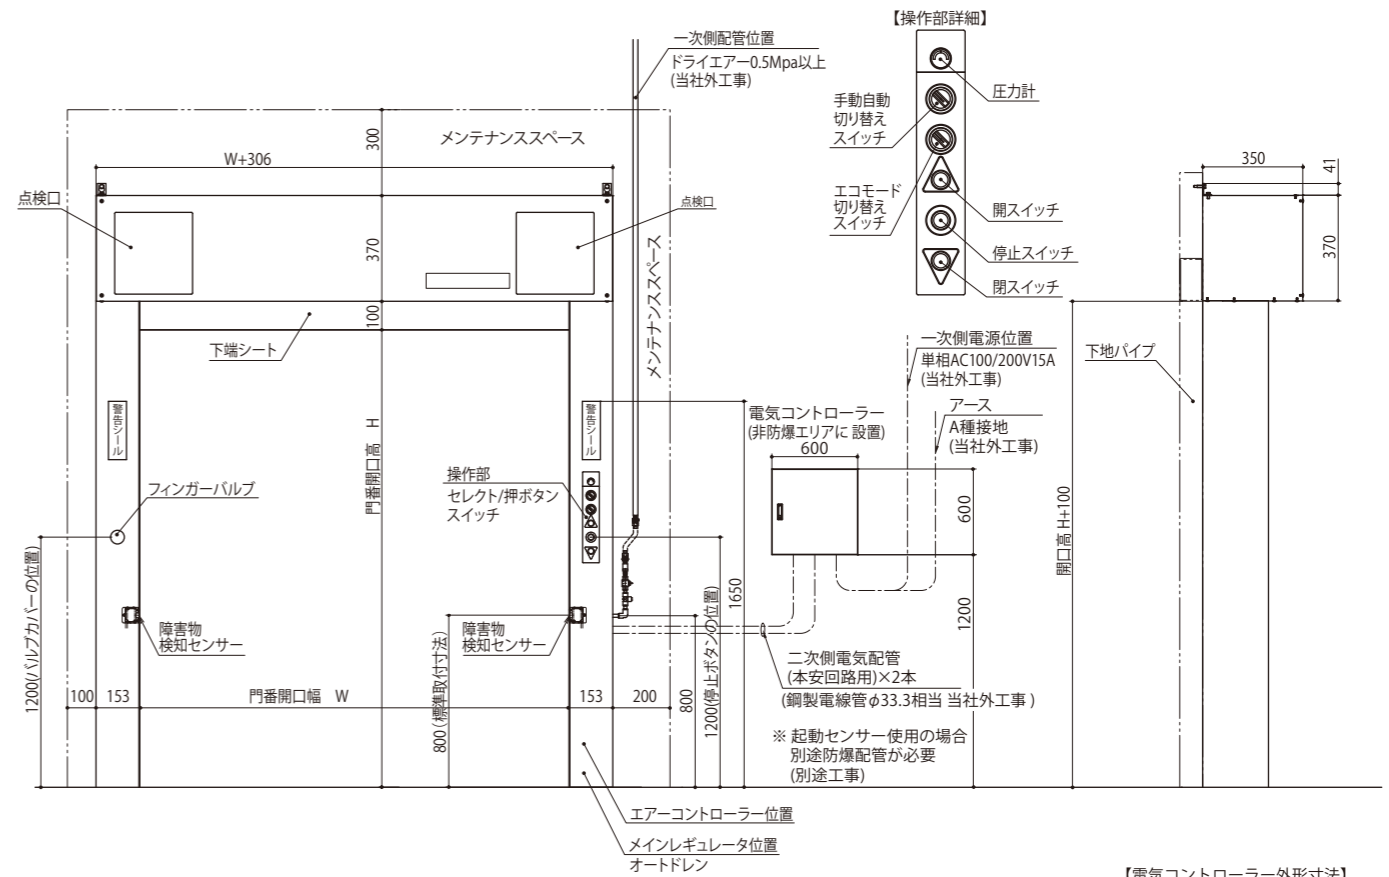 【操作部詳細】
一次側配管位置
ドライエアー0.5Mpa以上
(当社外工事)
圧力計
手動自動
切り替え
スイッチ
エコモード
切り替え
スイッチ
開スイッチ
停止スイッチ
閉スイッチ
300
メンテナンススペース
W+306
点検口
点検口
370
100
メンテナンススペース
下端シート
警告シール
警告シール
門番開口高 H
フィンガーバルブ
操作部
セレクト/押ボタン
スイッチ
1200(バルブカバーの位置)
障害物
検知センサー
障害物
検知センサー
100
153
門番開口幅 W
153
200
800(標準取付寸法)
800
1200(停止ボタンの位置)
1650
エアーコントローラー位置
メインレギュレータ位置
オートドレン
一次側電源位置
単相AC100/200V15A
(当社外工事)
アース
A種接地
(当社外工事)
電気コントローラー
(非防爆エリアに 設置)
600
600
1200
二次側電気配管
(本安回路用)×2本
(鋼製電線管φ33.3相当 当社外工事 )
※ 起動センサー使用の場合
別途防爆配管が必要
(別途工事)
350
41
370
下地パイプ
開口高 H+100
【電気コントローラー外形寸法】